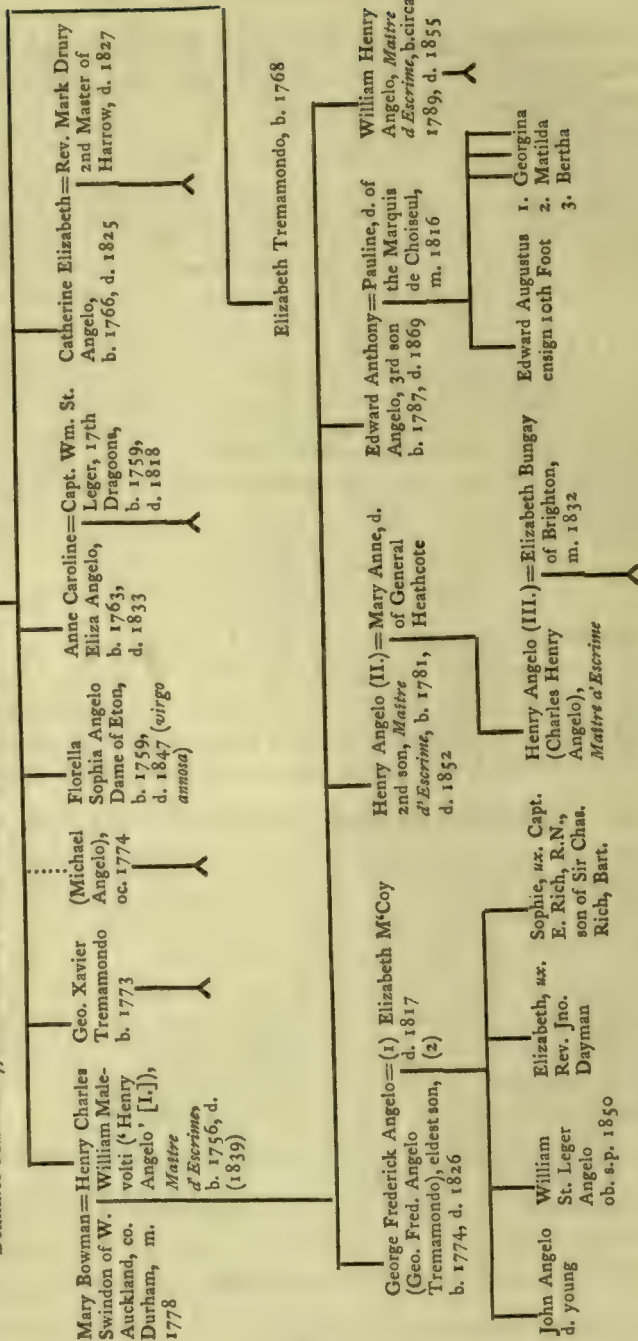 Mary Bowman=Henry Charles
Swindon of W. William Male-
Auckland, co. volti (‘Henry
Durham, m. Angelo’ [I.]),
1778 Maître
d'Escrime,
b. 1756, d.
(1839)
Geo. Xavier
Tremamondo
b. 1773
(Michael
Angelo),
oc. 1774
Florella
Sophia Angelo
Dame of Eton,
b. 1759,
d. 1847 (virgo
annosa)
Anne Caroline=Capt. Wm. St.
Eliza Angelo, Leger, 17th
b. 1763, Dragoons,
d. 1833 b. 1759,
d. 1818
Catherine Elizabeth=Rev. Mark Drury
Angelo, 2nd Master of
b. 1766, d. 1825 Harrow, d. 1827
Elizabeth Tremamondo, b. 1768
George Frederick Angelo=(1) Elizabeth M‘Coy
(Geo. Fred. Angelo d. 1817
Tremamondo), eldest son, (2)
b. 1774, d. 1826
Henry Angelo (II.)=Mary Anne, d.
2nd son, Maître of General
d'Escrime, b. 1781, Heathcote
d. 1852
Edward Anthony=Pauline, d. of
Angelo, 3rd son the Marquis
b. 1787, d. 1869 de Choiseul,
m. 1816
William Henry
Angelo, Maître
d'Escrime, b. circa
1789, d. 1855
John Angelo
d. young
William
St. Leger
Angelo
ob. s.p. 1850
Elizabeth, ux.
Rev. Jno.
Dayman
Sophie, ux. Capt.
E. Rich, R.N.,
son of Sir Chas.
Rich, Bart.
Henry Angelo (III.)=Elizabeth Bungay
(Charles Henry of Brighton,
Angelo), m. 1832
Maître d'Escrime
Edward Augustus
ensign 10th Foot
1. Georgina
2. Matilda
3. Bertha